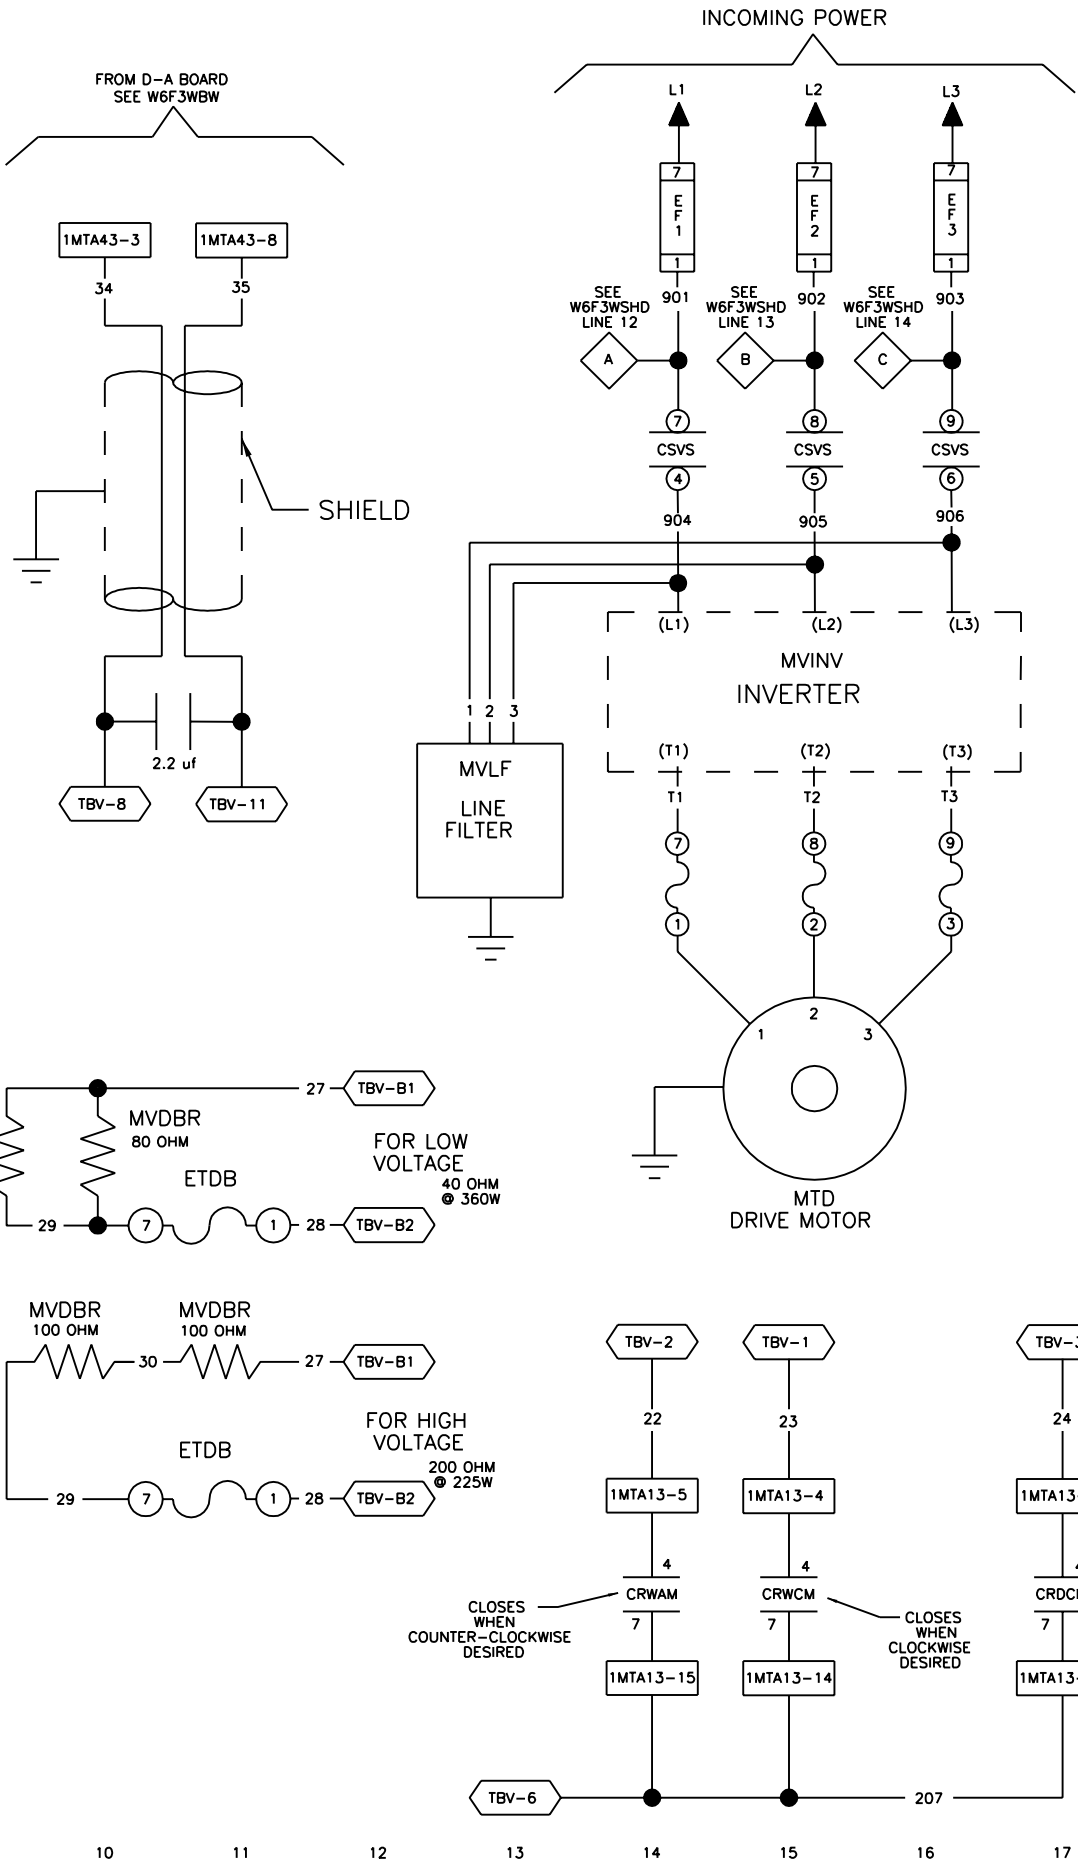 INCOMING POWER
FROM D-A BOARD
SEE W6F3WBW
L1
L2
L3
7
7
7
EF1
EF2
EF3
1
1
1
1MTA43-3
1MTA43-8
34
35
901
902
903
SEE
W6F3WSHD
LINE 12
SEE
W6F3WSHD
LINE 13
SEE
W6F3WSHD
LINE 14
A
B
C
7
8
9
CSVS
CSVS
CSVS
4
5
6
904
905
906
SHIELD
(L1)
(L2)
(L3)
MVINV
INVERTER
1
2
3
(T1)
(T2)
(T3)
MVLF
LINE
FILTER
2.2 uf
TBV-8
TBV-11
T1
T2
T3
7
8
9
1
2
3
1
2
3
MTD
DRIVE MOTOR
27
TBV-B1
MVDBR
80 OHM
FOR LOW
VOLTAGE
40 OHM
@ 360W
ETDB
29
7
1
28
TBV-B2
MVDBR
100 OHM
MVDBR
100 OHM
30
27
TBV-B1
FOR HIGH
VOLTAGE
200 OHM
@ 225W
ETDB
29
7
1
28
TBV-B2
TBV-2
TBV-1
TBV-3
22
23
24
1MTA13-5
1MTA13-4
1MTA13-
4
4
CRWAM
CRWCM
7
7
7
CLOSES
WHEN
COUNTER-CLOCKWISE
DESIRED
CLOSES
WHEN
CLOCKWISE
DESIRED
1MTA13-15
1MTA13-14
1MTA13-
TBV-6
207
10
11
12
13
14
15
16
17